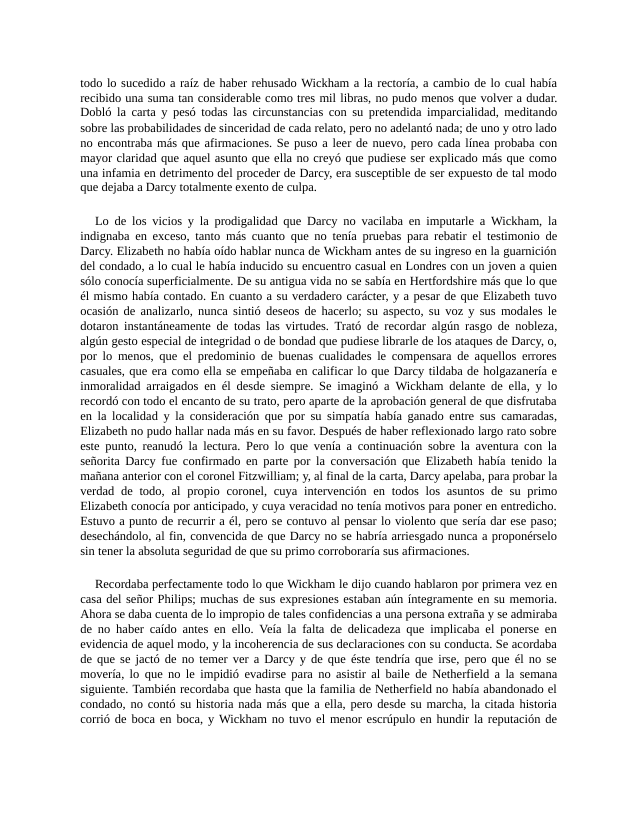 todo lo sucedido a raíz de haber rehusado Wickham a la rectoría, a cambio de lo cual había
recibido una suma tan considerable como tres mil libras, no pudo menos que volver a dudar.
Dobló la carta y pesó todas las circunstancias con su pretendida imparcialidad, meditando
sobre las probabilidades de sinceridad de cada relato, pero no adelantó nada; de uno y otro lado
no encontraba más que afirmaciones. Se puso a leer de nuevo, pero cada línea probaba con
mayor claridad que aquel asunto que ella no creyó que pudiese ser explicado más que como
una infamia en detrimento del proceder de Darcy, era susceptible de ser expuesto de tal modo
que dejaba a Darcy totalmente exento de culpa.
Lo de los vicios y la prodigalidad que Darcy no vacilaba en imputarle a Wickham, la
indignaba en exceso, tanto más cuanto que no tenía pruebas para rebatir el testimonio de
Darcy. Elizabeth no había oído hablar nunca de Wickham antes de su ingreso en la guarnición
del condado, a lo cual le había inducido su encuentro casual en Londres con un joven a quien
sólo conocía superficialmente. De su antigua vida no se sabía en Hertfordshire más que lo que
él mismo había contado. En cuanto a su verdadero carácter, y a pesar de que Elizabeth tuvo
ocasión de analizarlo, nunca sintió deseos de hacerlo; su aspecto, su voz y sus modales le
dotaron instantáneamente de todas las virtudes. Trató de recordar algún rasgo de nobleza,
algún gesto especial de integridad o de bondad que pudiese librarle de los ataques de Darcy, o,
por lo menos, que el predominio de buenas cualidades le compensara de aquellos errores
casuales, que era como ella se empeñaba en calificar lo que Darcy tildaba de holgazanería e
inmoralidad arraigados en él desde siempre. Se imaginó a Wickham delante de ella, y lo
recordó con todo el encanto de su trato, pero aparte de la aprobación general de que disfrutaba
en la localidad y la consideración que por su simpatía había ganado entre sus camaradas,
Elizabeth no pudo hallar nada más en su favor. Después de haber reflexionado largo rato sobre
este punto, reanudó la lectura. Pero lo que venía a continuación sobre la aventura con la
señorita Darcy fue confirmado en parte por la conversación que Elizabeth había tenido la
mañana anterior con el coronel Fitzwilliam; y, al final de la carta, Darcy apelaba, para probar la
verdad de todo, al propio coronel, cuya intervención en todos los asuntos de su primo
Elizabeth conocía por anticipado, y cuya veracidad no tenía motivos para poner en entredicho.
Estuvo a punto de recurrir a él, pero se contuvo al pensar lo violento que sería dar ese paso;
desechándolo, al fin, convencida de que Darcy no se habría arriesgado nunca a proponérselo
sin tener la absoluta seguridad de que su primo corroboraría sus afirmaciones.
Recordaba perfectamente todo lo que Wickham le dijo cuando hablaron por primera vez en
casa del señor Philips; muchas de sus expresiones estaban aún íntegramente en su memoria.
Ahora se daba cuenta de lo impropio de tales confidencias a una persona extraña y se admiraba
de no haber caído antes en ello. Veía la falta de delicadeza que implicaba el ponerse en
evidencia de aquel modo, y la incoherencia de sus declaraciones con su conducta. Se acordaba
de que se jactó de no temer ver a Darcy y de que éste tendría que irse, pero que él no se
movería, lo que no le impidió evadirse para no asistir al baile de Netherfield a la semana
siguiente. También recordaba que hasta que la familia de Netherfield no había abandonado el
condado, no contó su historia nada más que a ella, pero desde su marcha, la citada historia
corrió de boca en boca, y Wickham no tuvo el menor escrúpulo en hundir la reputación de